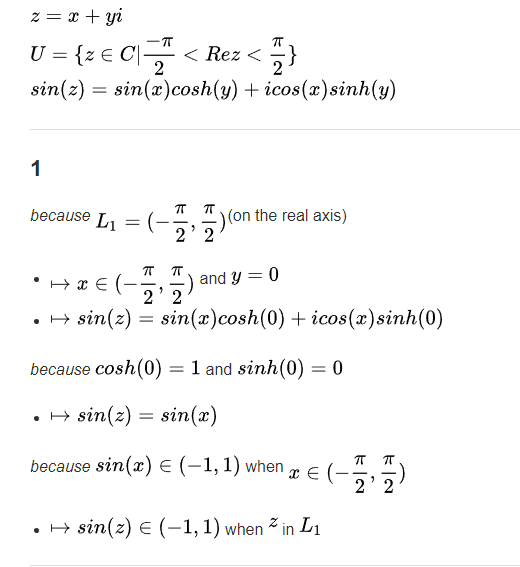 z = x + yi
U = {z ∈ C| -π/2 < Rez < π/2}
sin(z) = sin(x)cosh(y) + icos(x)sinh(y)
1
because L₁ = (-π/2, π/2) (on the real axis)
• ↦ x ∈ (-π/2, π/2) and y = 0
• ↦ sin(z) = sin(x)cosh(0) + icos(x)sinh(0)
because cosh(0) = 1 and sinh(0) = 0
• ↦ sin(z) = sin(x)
because sin(x) ∈ (-1, 1) when x ∈ (-π/2, π/2)
• ↦ sin(z) ∈ (-1, 1) when z in L₁